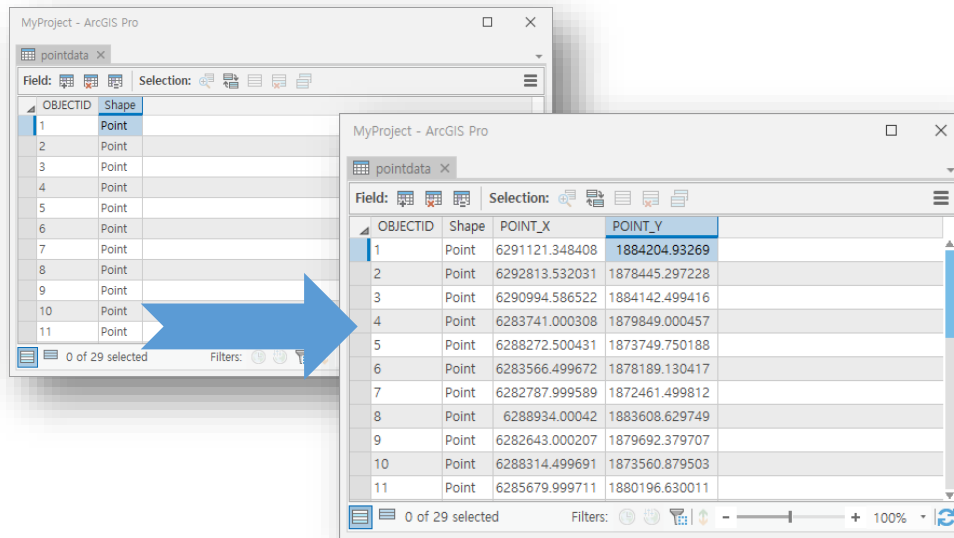 MyProject - ArcGIS Pro
pointdata
Field: Selection:
OBJECTID Shape
1 Point
2 Point
3 Point
4 Point
5 Point
6 Point
7 Point
8 Point
9 Point
10 Point
11 Point
0 of 29 selected Filters:
MyProject - ArcGIS Pro
pointdata
Field: Selection:
OBJECTID Shape POINT_X POINT_Y
1 Point 6291121.348408 1884204.93269
2 Point 6292813.532031 1878445.297228
3 Point 6290994.586522 1884142.499416
4 Point 6283741.000308 1879849.000457
5 Point 6288272.500431 1873749.750188
6 Point 6283566.499672 1878189.130417
7 Point 6282787.999589 1872461.499812
8 Point 6288934.00042 1883608.629749
9 Point 6282643.000207 1879692.379707
10 Point 6288314.499691 1873560.879503
11 Point 6285679.999711 1880196.630011
0 of 29 selected Filters: - + 100%